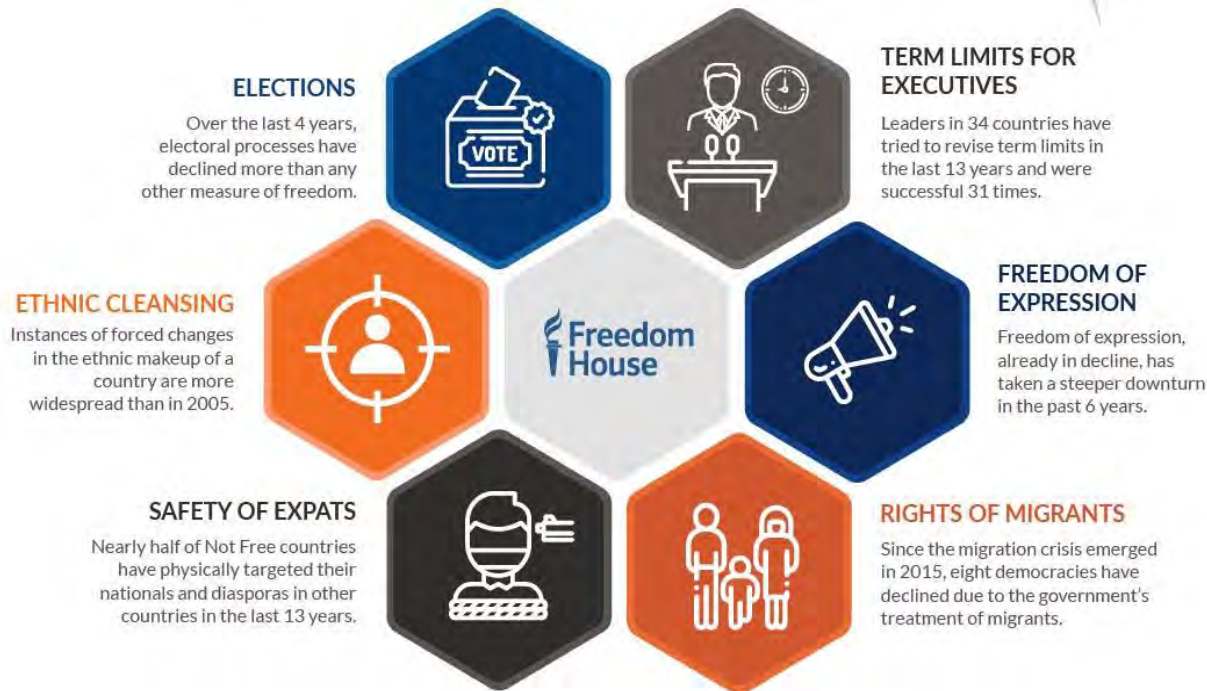 ELECTIONS
Over the last 4 years,
electoral processes have
declined more than any
other measure of freedom.
VOTE
TERM LIMITS FOR
EXECUTIVES
Leaders in 34 countries have
tried to revise term limits in
the last 13 years and were
successful 31 times.
ETHNIC CLEANSING
Instances of forced changes
in the ethnic makeup of a
country are more
widespread than in 2005.
Freedom
House
FREEDOM OF
EXPRESSION
Freedom of expression,
already in decline, has
taken a steeper downturn
in the past 6 years.
SAFETY OF EXPATS
Nearly half of Not Free countries
have physically targeted their
nationals and diasporas in other
countries in the last 13 years.
RIGHTS OF MIGRANTS
Since the migration crisis emerged
in 2015, eight democracies have
declined due to the government's
treatment of migrants.